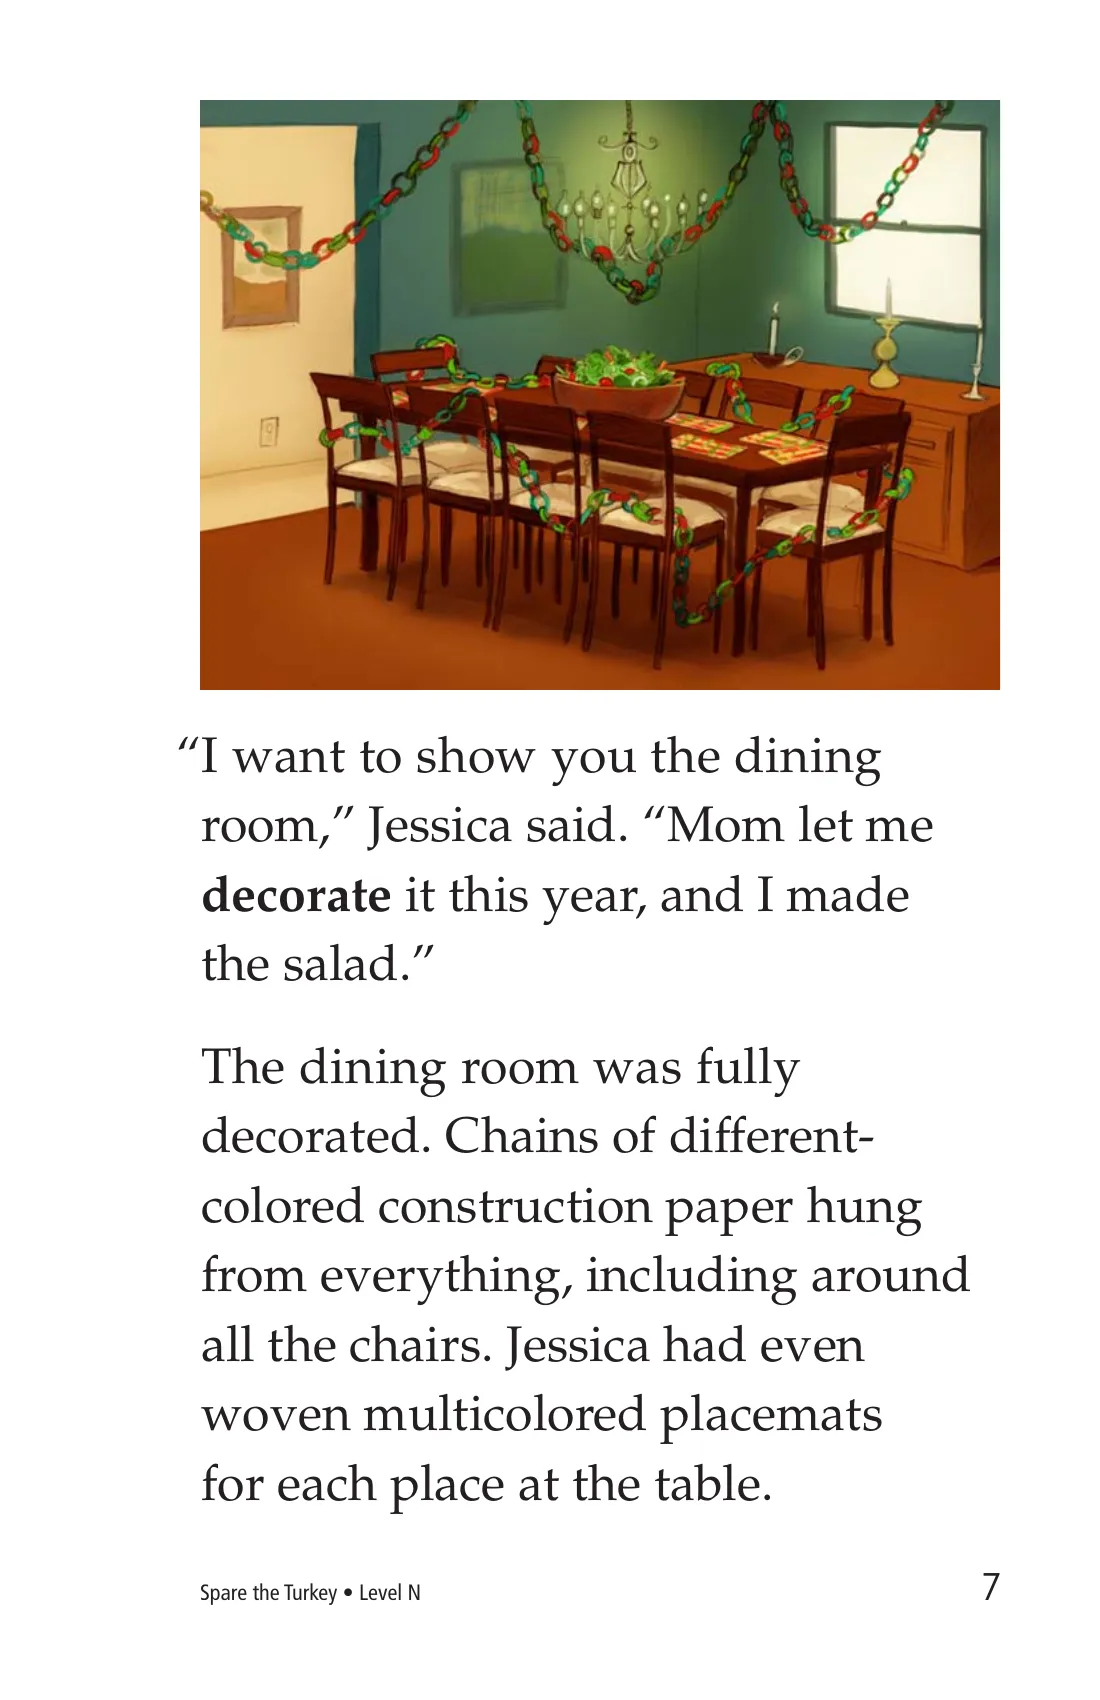 “I want to show you the dining
room,” Jessica said. “Mom let me
decorate it this year, and I made
the salad.”
The dining room was fully
decorated. Chains of different-
colored construction paper hung
from everything, including around
all the chairs. Jessica had even
woven multicolored placemats
for each place at the table.
Spare the Turkey • Level N
7